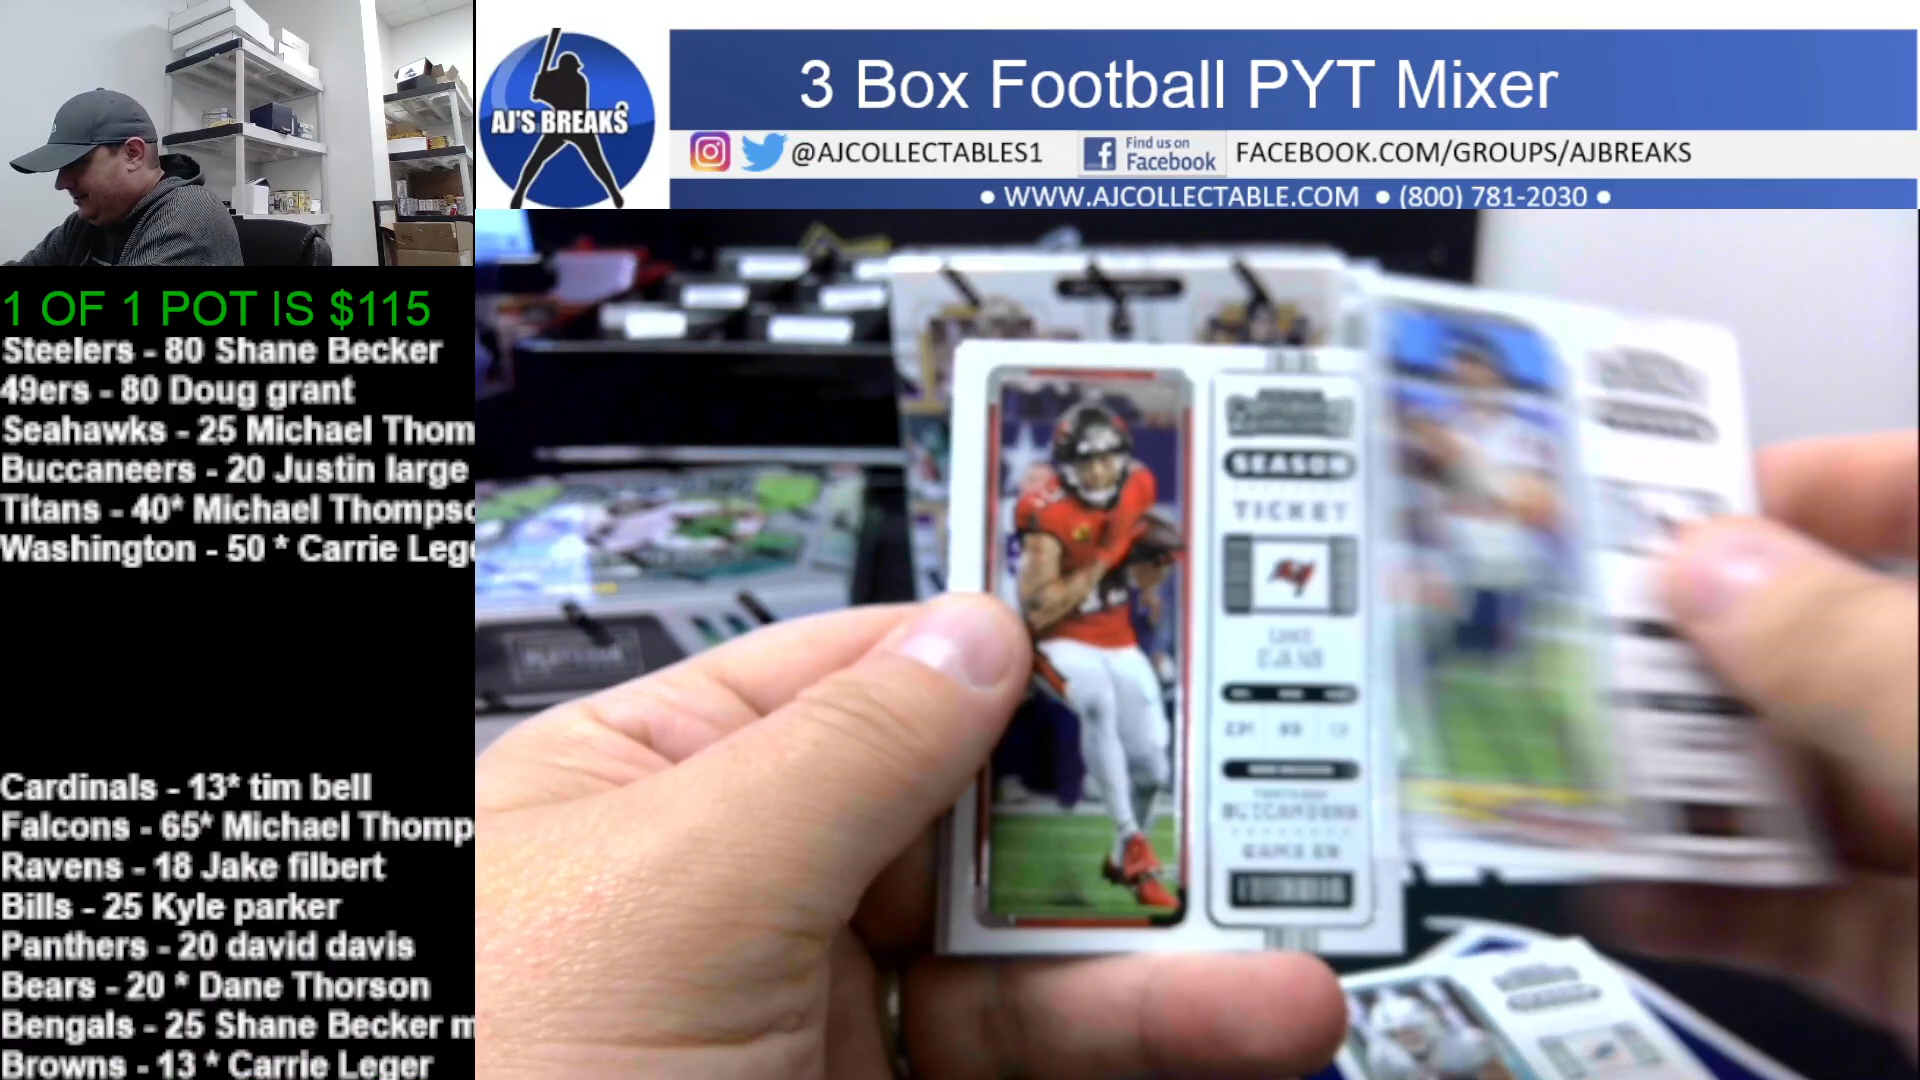 AJ'S BREAKS
3 Box Football PYT Mixer
@AJCOLLECTABLES1
Find us on
Facebook
FACEBOOK.COM/GROUPS/AJBREAKS
• WWW.AJCOLLECTABLE.COM • (800) 781-2030 •
1 OF 1 POT IS $115
Steelers - 80 Shane Becker
49ers - 80 Doug grant
Seahawks - 25 Michael Thom
Buccaneers - 20 Justin large
Titans - 40* Michael Thompso
Washington - 50 * Carrie Lege
Cardinals - 13* tim bell
Falcons - 65* Michael Thomp
Ravens - 18 Jake filbert
Bills - 25 Kyle parker
Panthers - 20 david davis
Bears - 20 * Dane Thorson
Bengals - 25 Shane Becker m
Browns - 13 * Carrie Leger
SEASON
TICKET
BUCCANEERS